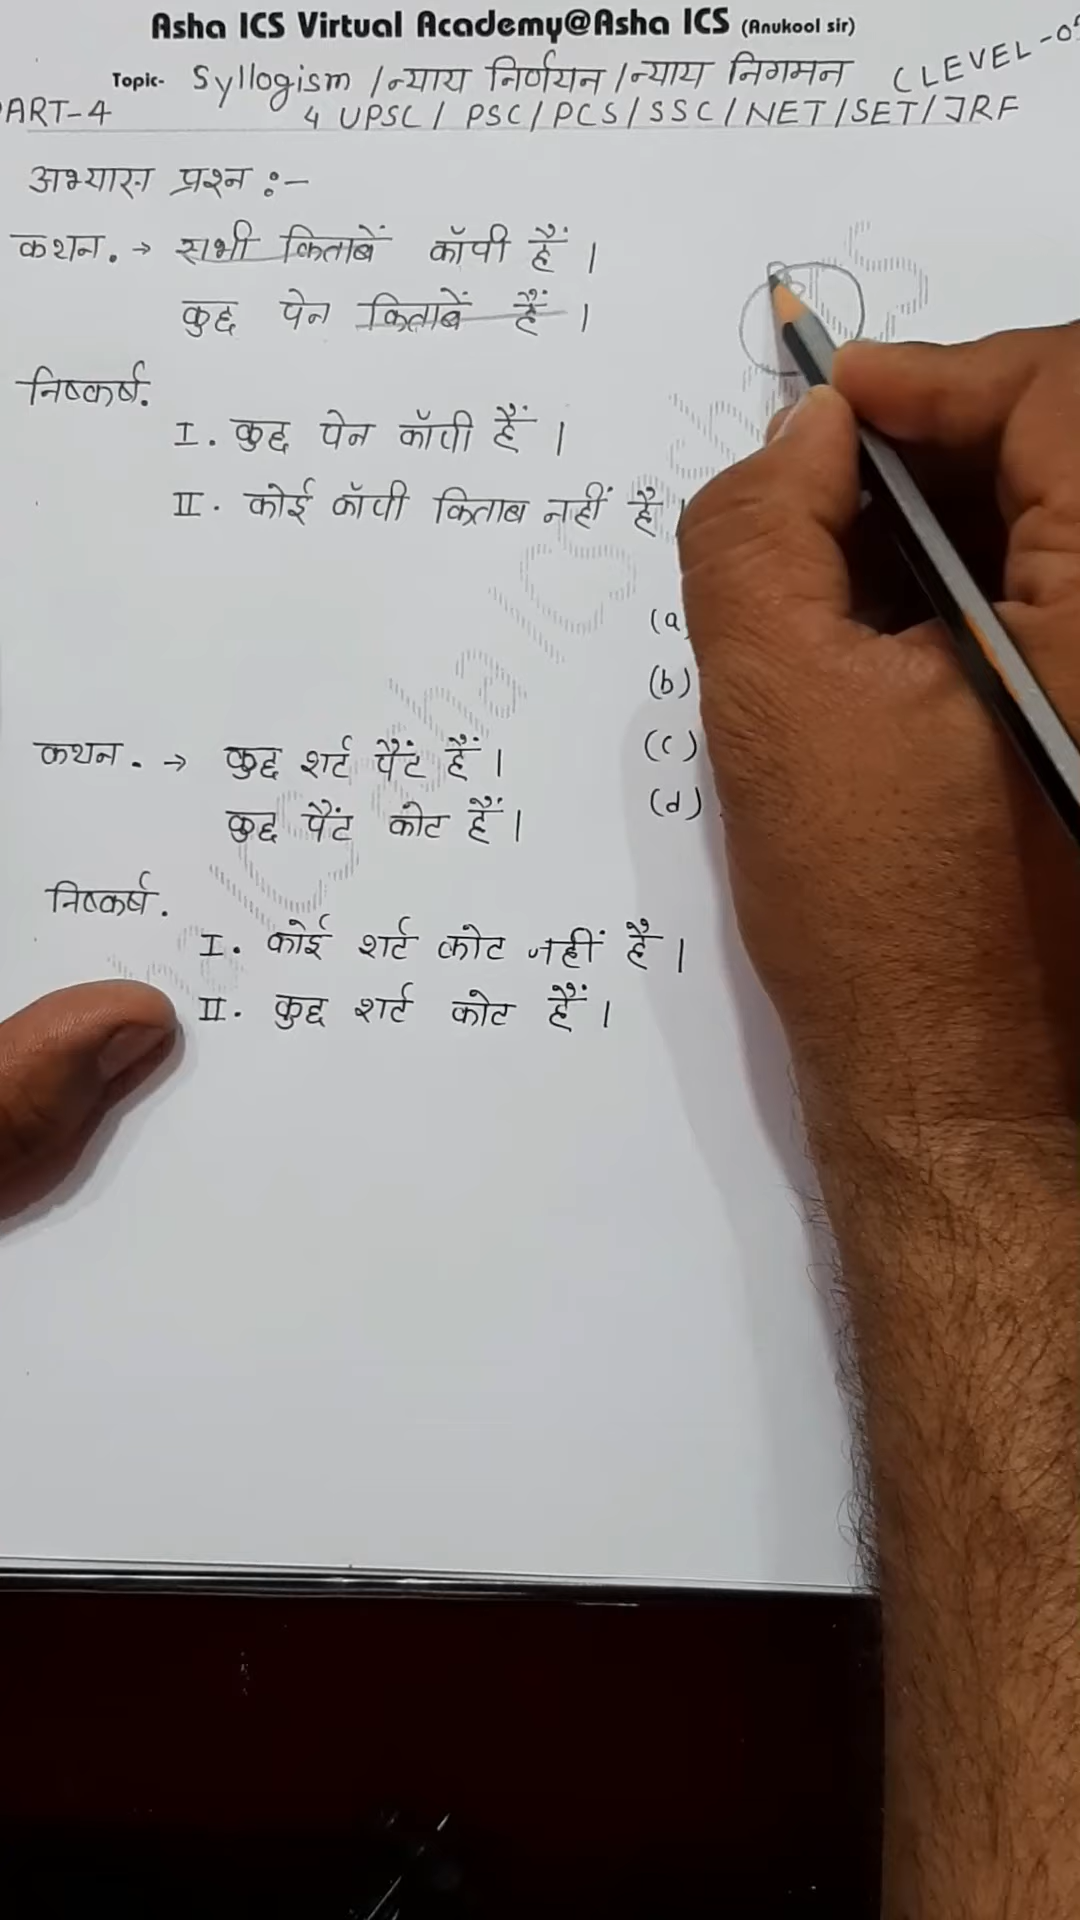 Asha ICS Virtual Academy@Asha ICS (Anukool sir)
Topic- Syllogism / न्याय निर्णयन / न्याय निगमन (LEVEL-0
ART-4 4 UPSC / PSC / PCS / SSC / NET / SET / JRF
अभ्यास प्रश्न :-
कथन. → सभी किताबें कॉपी हैं ।
कुछ पेन किताबें हैं ।
निष्कर्ष.
I. कुछ पेन कॉपी हैं ।
II. कोई कॉपी किताब नहीं है ।
(a)
(b)
(c)
(d)
कथन. → कुछ शर्ट पैंट हैं ।
कुछ पैंट कोट हैं ।
निष्कर्ष.
I. कोई शर्ट कोट नहीं है ।
II. कुछ शर्ट कोट हैं ।